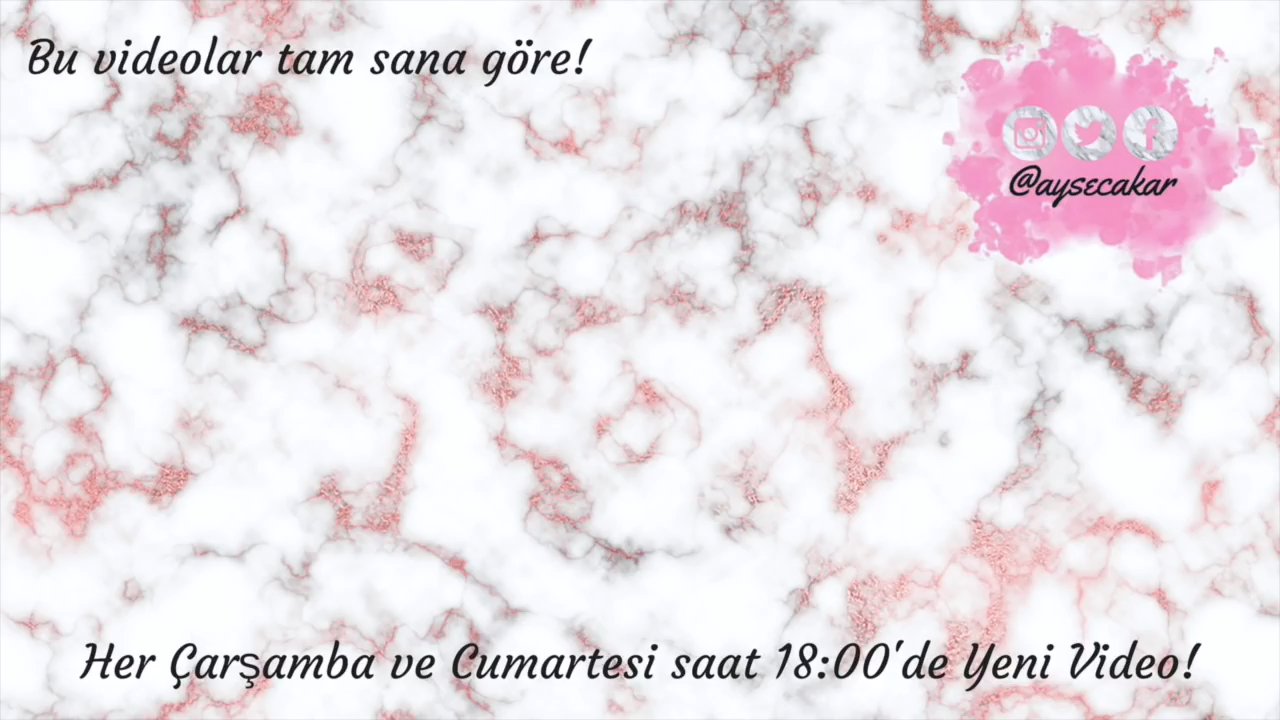 Bu videolar tam sana göre!
@aysecakar
Her Çarşamba ve Cumartesi saat 18:00'de Yeni Video!